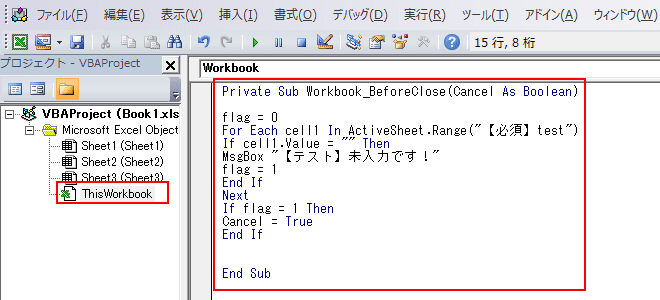 ファイル(F) 編集(E) 表示(V) 挿入(I) 書式(O) デバッグ(D) 実行(R) ツール(T) アドイン(A) ウィンドウ(W)
15 行, 8 桁
プロジェクト - VBAProject
VBAProject (Book1.xls
Microsoft Excel Object
Sheet1 (Sheet1)
Sheet2 (Sheet2)
Sheet3 (Sheet3)
ThisWorkbook
Workbook
Private Sub Workbook_BeforeClose(Cancel As Boolean)
flag = 0
For Each cell1 In ActiveSheet.Range("【必須】test")
If cell1.Value = "" Then
MsgBox "【テスト】未入力です！"
flag = 1
End If
Next
If flag = 1 Then
Cancel = True
End If
End Sub